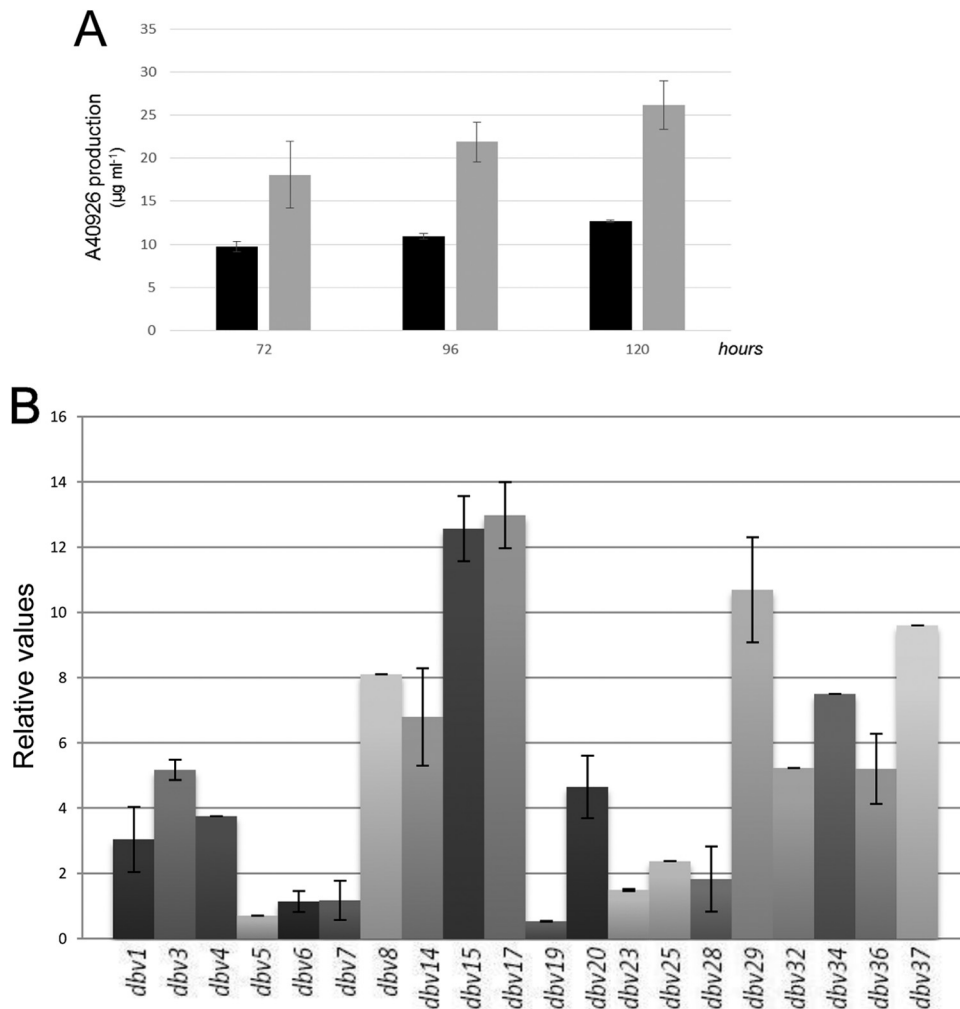 A
A40926 production
(µg ml-1)
35
30
25
20
15
10
5
0
72
96
120
hours
B
Relative values
16
14
12
10
8
6
4
2
0
dbv1
dbv3
dbv4
dbv5
dbv6
dbv7
dbv8
dbv14
dbv15
dbv17
dbv19
dbv20
dbv23
dbv25
dbv28
dbv29
dbv32
dbv34
dbv36
dbv37